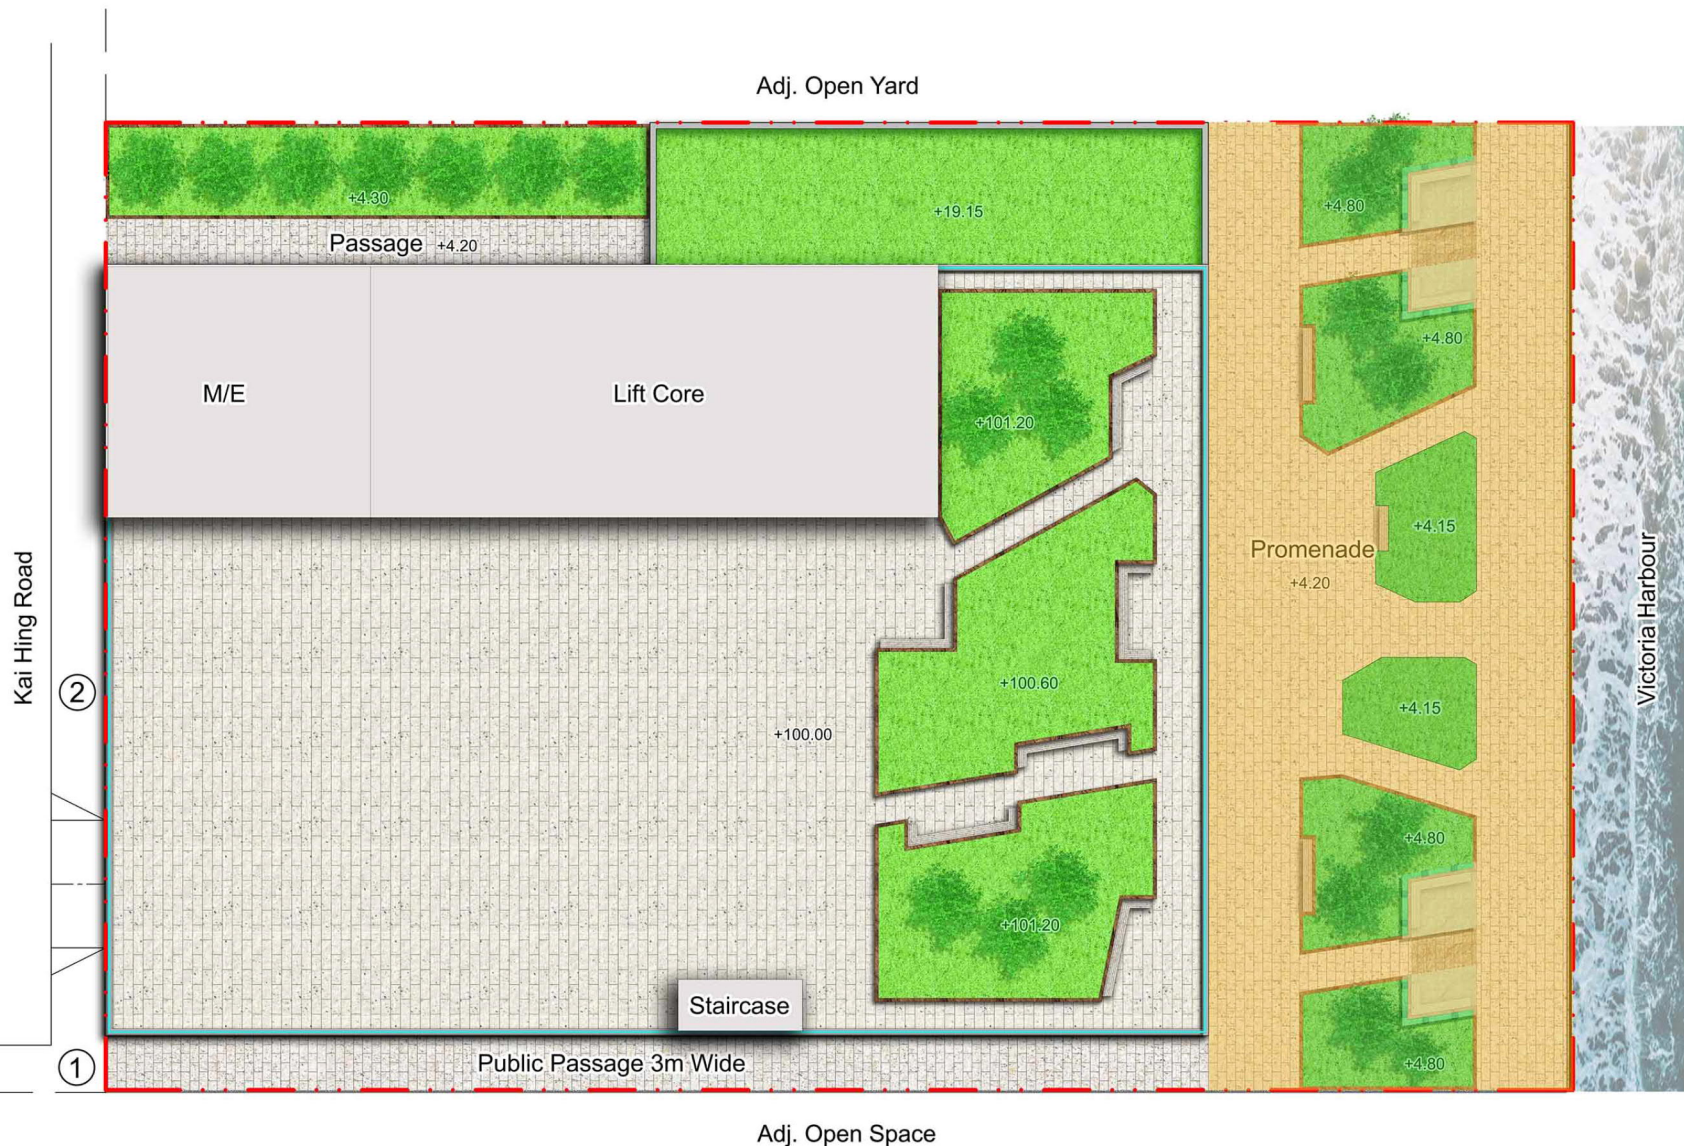 Adj. Open Yard
+4.30
+19.15
+4.80
Passage +4.20
+4.80
M/E
Lift Core
+101.20
+4.15
Promenade
+4.20
Kai Hing Road
Victoria Harbour
2
+100.60
+4.15
+100.00
+4.80
+101.20
Staircase
1
Public Passage 3m Wide
+4.80
Adj. Open Space